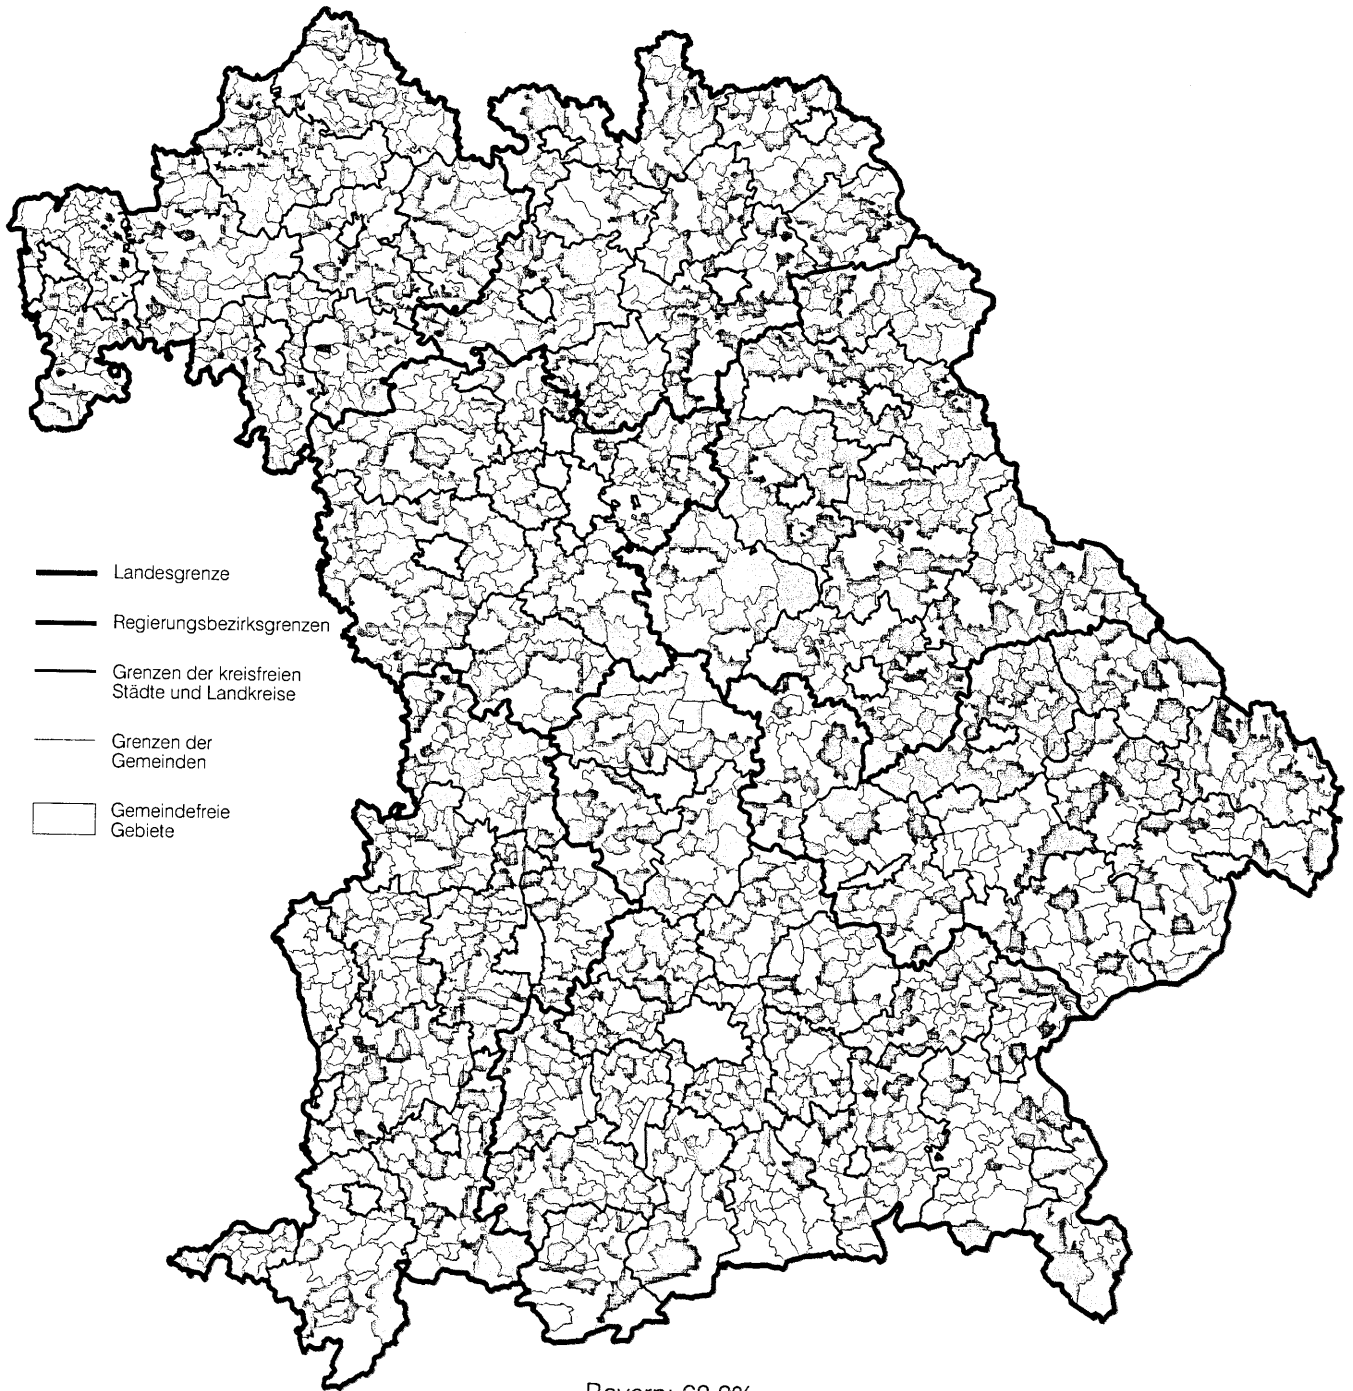 Landesgrenze
Regierungsbezirksgrenzen
Grenzen der kreisfreien
Städte und Landkreise
Grenzen der
Gemeinden
Gemeindefreie
Gebiete